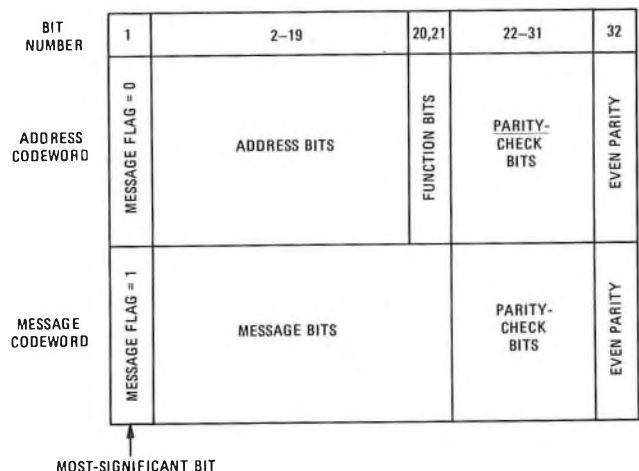 BIT
NUMBER
1
2–19
20,21
22–31
32
ADDRESS
CODEWORD
MESSAGE FLAG = 0
ADDRESS BITS
FUNCTION BITS
PARITY-
CHECK
BITS
EVEN PARITY
MESSAGE
CODEWORD
MESSAGE FLAG = 1
MESSAGE BITS
PARITY-
CHECK
BITS
EVEN PARITY
MOST-SIGNIFICANT BIT